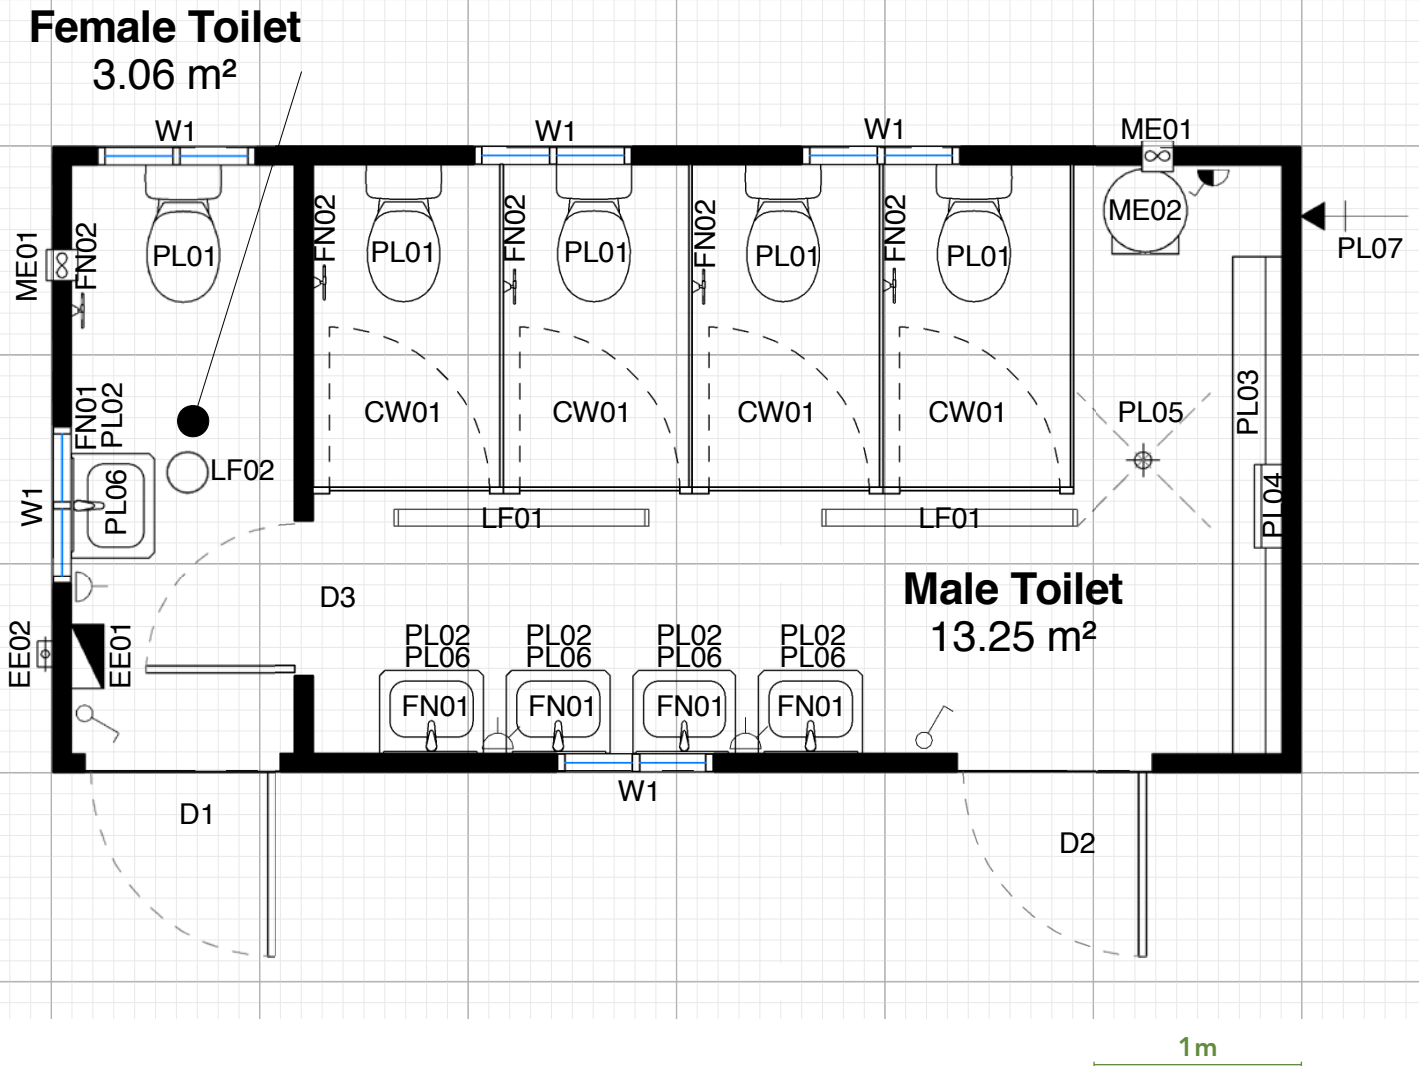 Female Toilet
3.06 m²
W1
W1
W1
ME01
ME01
FN02
PL01
FN02
PL01
FN02
PL01
FN02
PL01
FN02
PL01
ME02
PL07
FN01
PL02
CW01
CW01
CW01
CW01
PL05
PL03
W1
PL06
LF02
LF01
LF01
PL04
D3
Male Toilet
13.25 m²
EE02
EE01
PL02
PL06
PL02
PL06
PL02
PL06
PL02
PL06
FN01
FN01
FN01
FN01
W1
D1
D2
1m